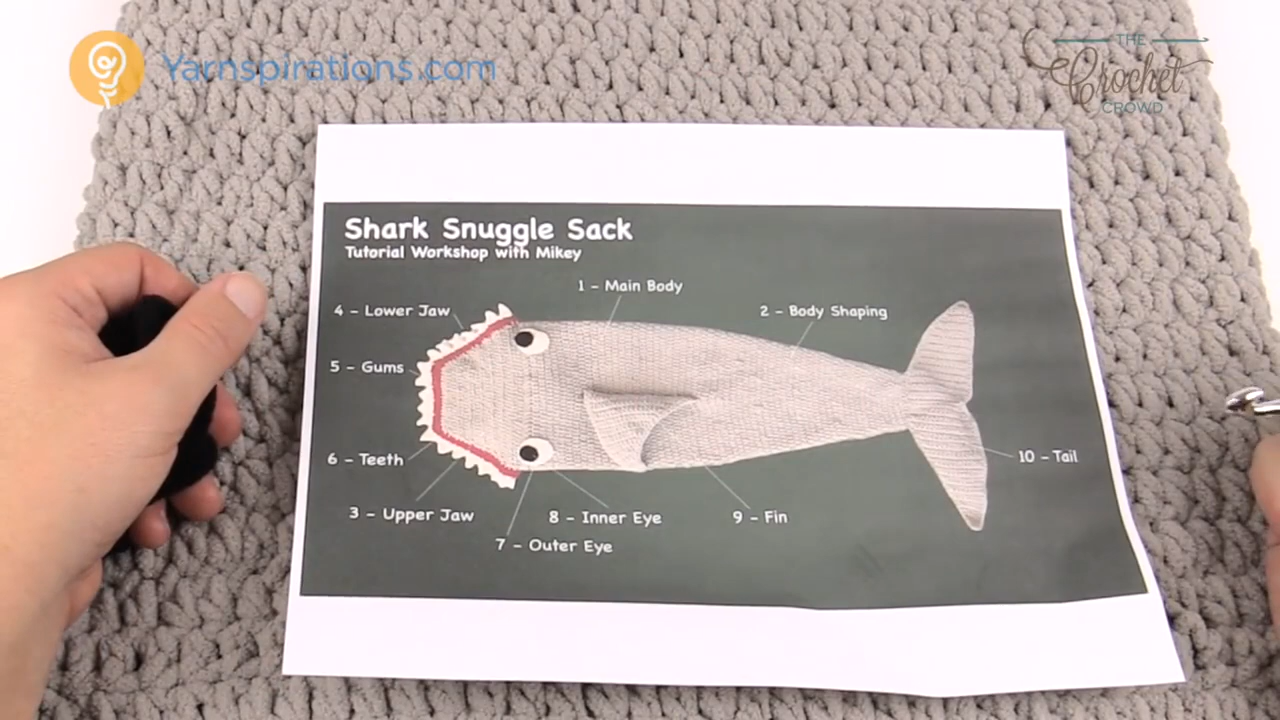 Yarnspirations.com
THE
Crochet
CROWD
Shark Snuggle Sack
Tutorial Workshop with Mikey
1 - Main Body
4 - Lower Jaw
2 - Body Shaping
5 - Gums
6 - Teeth
10 - Tail
3 - Upper Jaw
8 - Inner Eye
9 - Fin
7 - Outer Eye